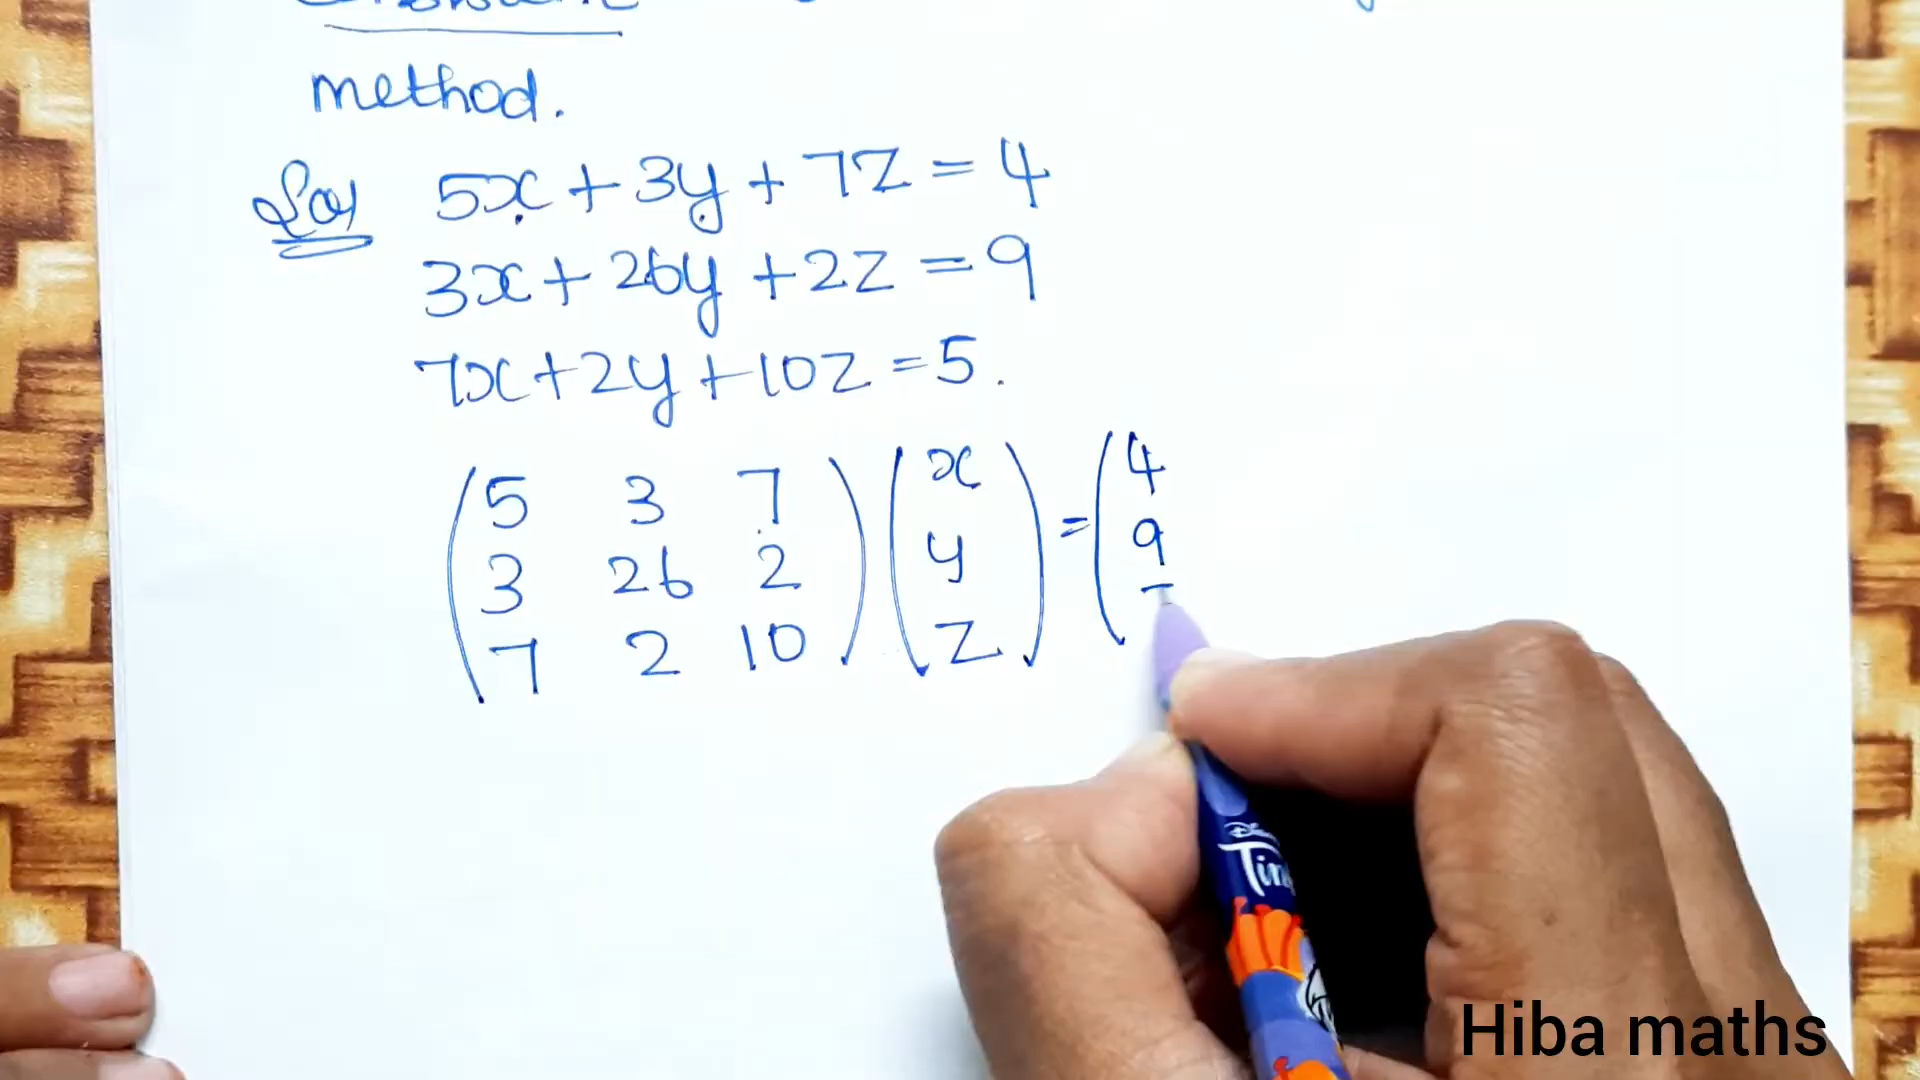 method.
Sol 5x + 3y + 7z = 4
3x + 26y + 2z = 9
7x + 2y + 10z = 5.
( 5 3 7 ) ( x ) = ( 4
3 26 2 y 9
7 2 10 z
Hiba maths